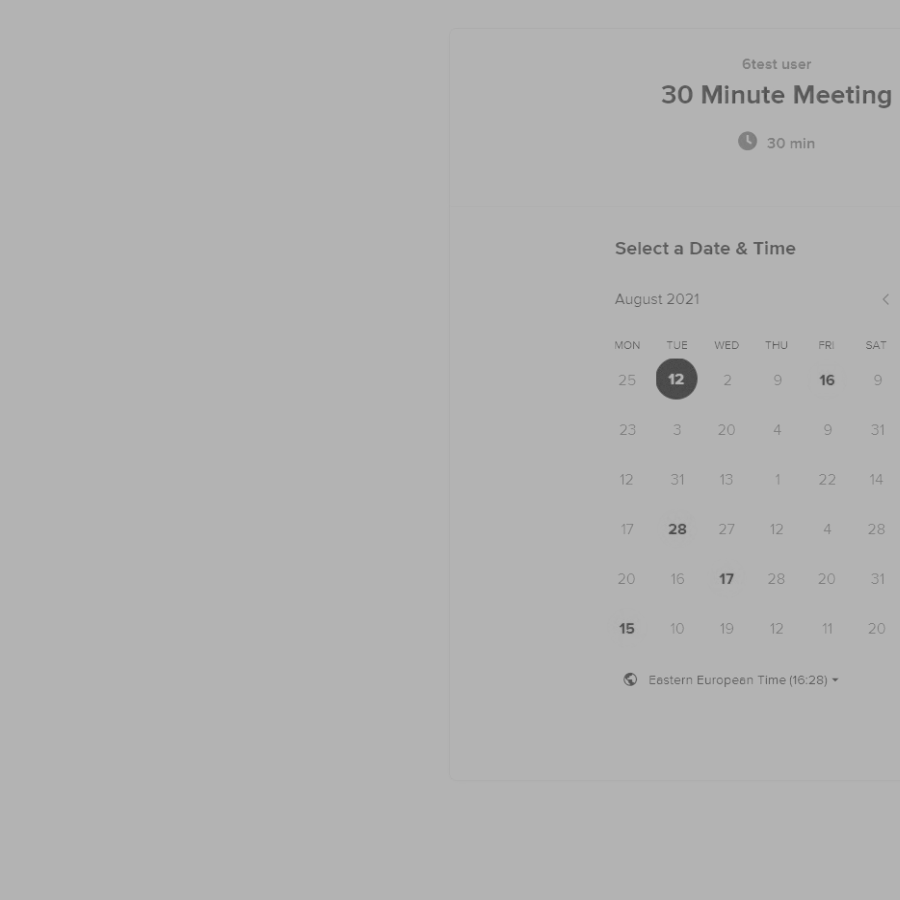 6test user
30 Minute Meeting
30 min
Select a Date & Time
August 2021
MON TUE WED THU FRI SAT
25 12 2 9 16 9
23 3 20 4 9 31
12 31 13 1 22 14
17 28 27 12 4 28
20 16 17 28 20 31
15 10 19 12 11 20
Eastern European Time (16:28)